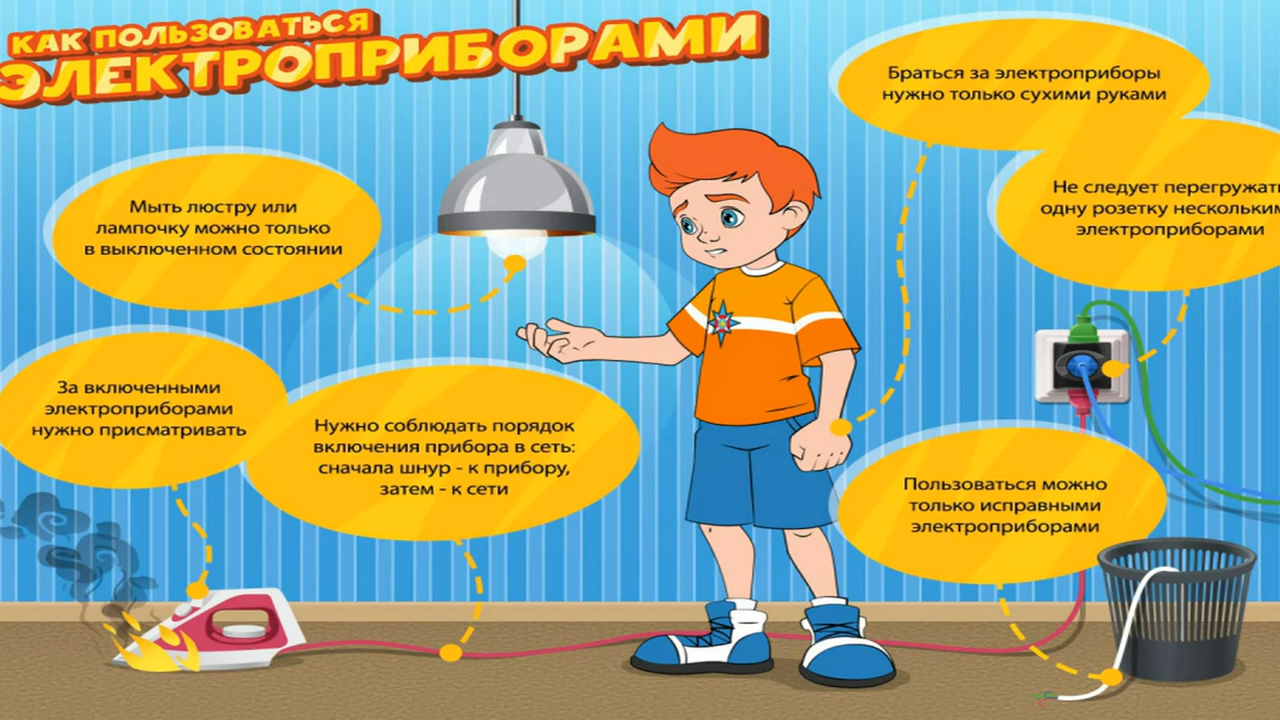 КАК ПОЛЬЗОВАТЬСЯ
ЭЛЕКТРОПРИБОРАМИ
Браться за электроприборы
нужно только сухими руками
Не следует перегружать
одну розетку нескольким
электроприборами
Мыть люстру или
лампочку можно только
в выключенном состоянии
За включенными
электроприборами
нужно присматривать
Нужно соблюдать порядок
включения прибора в сеть:
сначала шнур - к прибору,
затем - к сети
Пользоваться можно
только исправными
электроприборами